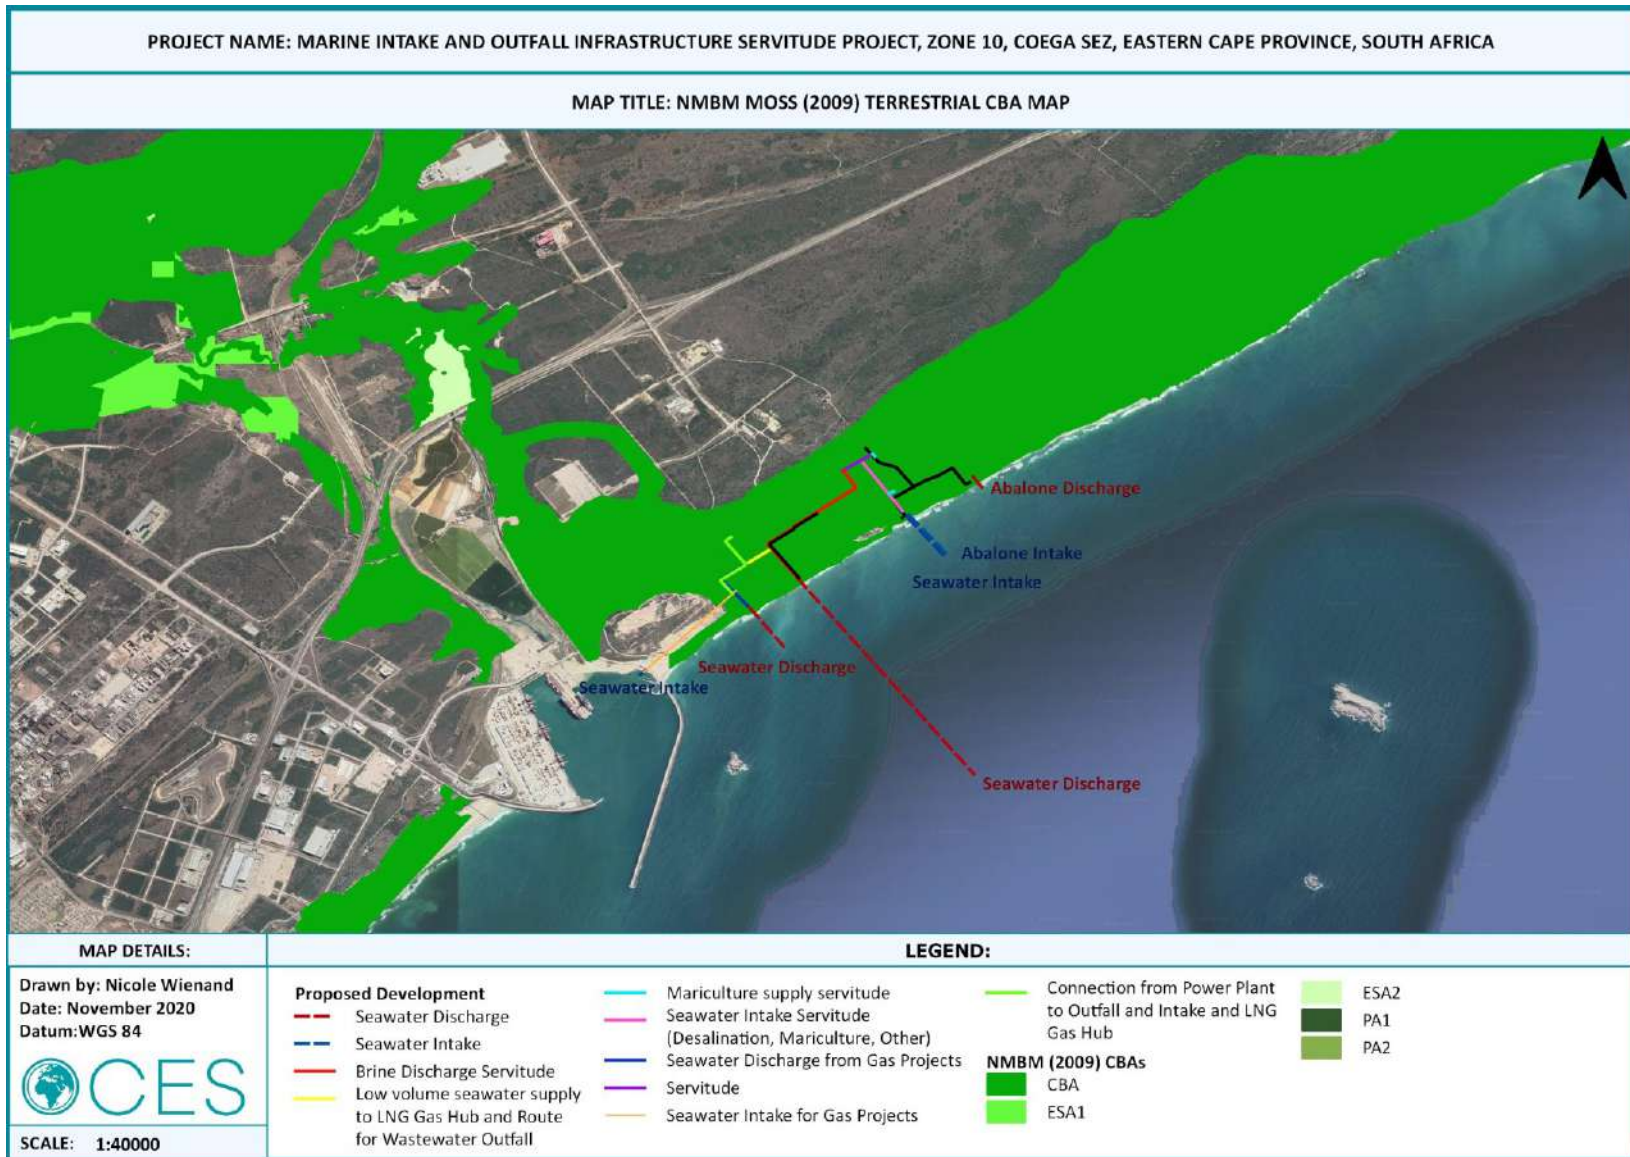 PROJECT NAME: MARINE INTAKE AND OUTFALL INFRASTRUCTURE SERVITUDE PROJECT, ZONE 10, COEGA SEZ, EASTERN CAPE PROVINCE, SOUTH AFRICA
MAP TITLE: NMBM MOSS (2009) TERRESTRIAL CBA MAP
Abalone Discharge
Abalone Intake
Seawater Intake
Seawater Discharge
Seawater Intake
Seawater Discharge
MAP DETAILS:
Drawn by: Nicole Wienand
Date: November 2020
Datum:WGS 84
CES
SCALE: 1:40000
LEGEND:
Proposed Development
Seawater Discharge
Seawater Intake
Brine Discharge Servitude
Low volume seawater supply
to LNG Gas Hub and Route
for Wastewater Outfall
Mariculture supply servitude
Seawater Intake Servitude
(Desalination, Mariculture, Other)
Seawater Discharge from Gas Projects
Servitude
Seawater Intake for Gas Projects
Connection from Power Plant
to Outfall and Intake and LNG
Gas Hub
NMBM (2009) CBAs
CBA
ESA1
ESA2
PA1
PA2